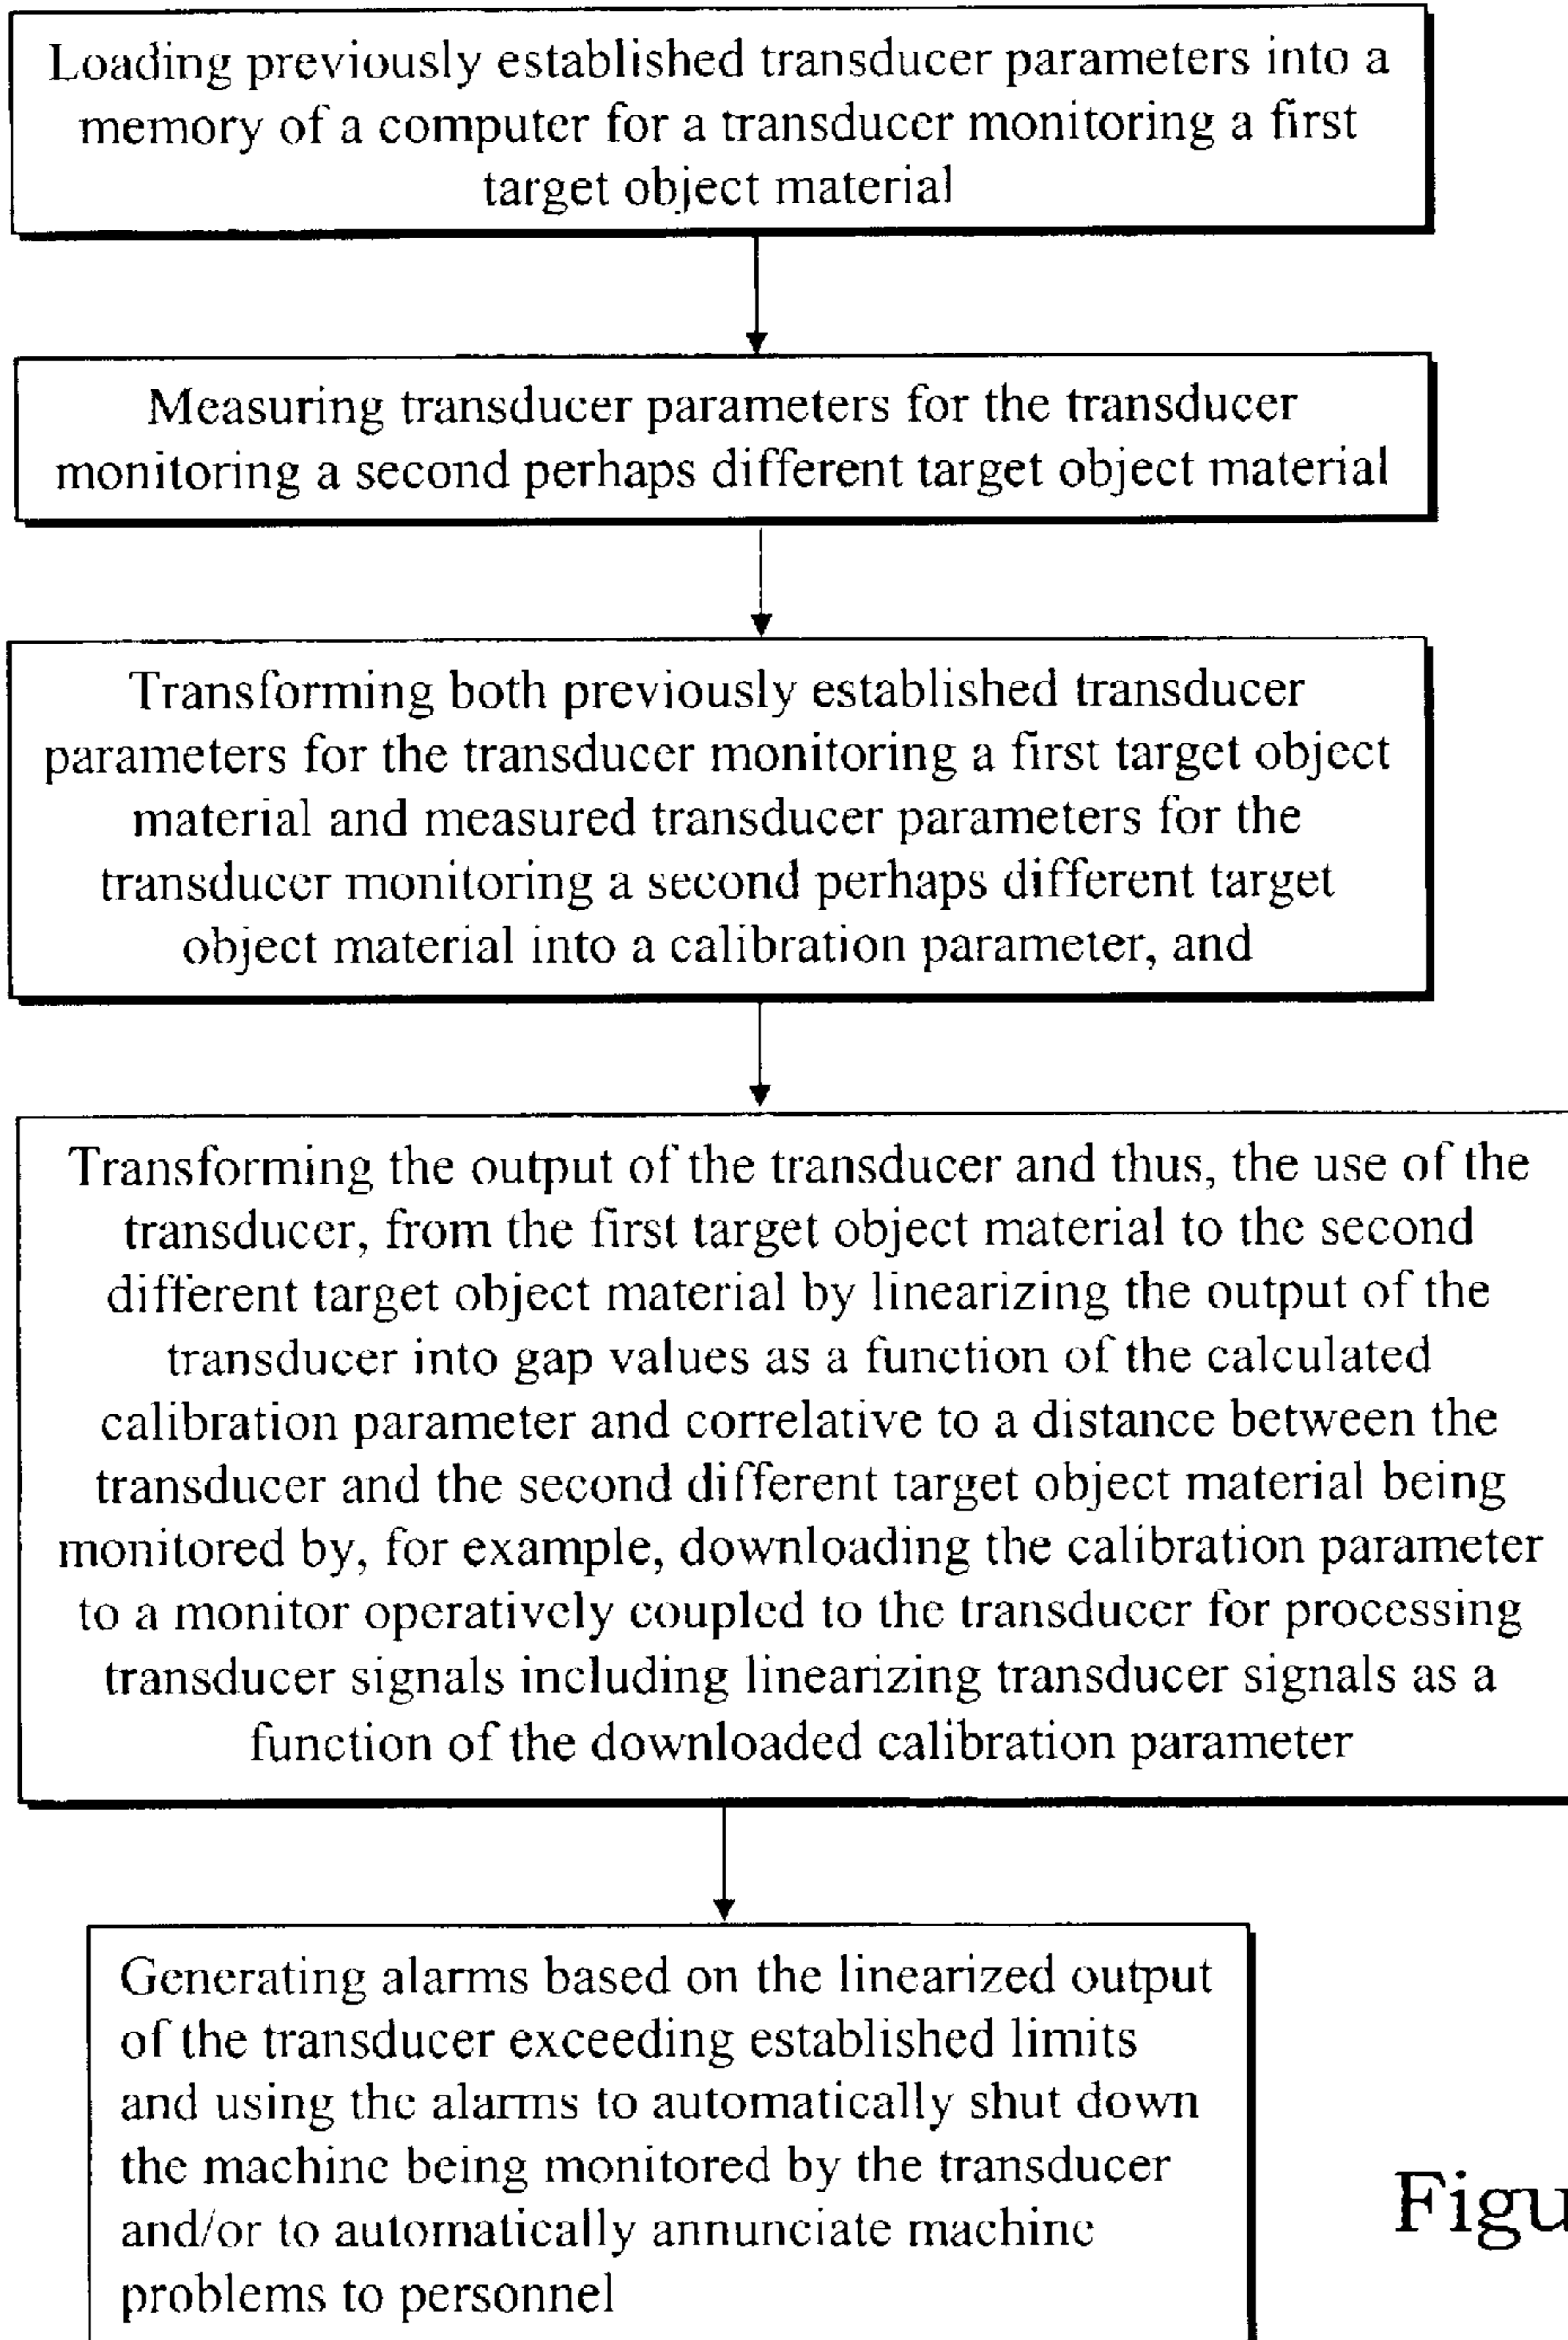 Loading previously established transducer parameters into a
memory of a computer for a transducer monitoring a first
target object material
Measuring transducer parameters for the transducer
monitoring a second perhaps different target object material
Transforming both previously established transducer
parameters for the transducer monitoring a first target object
material and measured transducer parameters for the
transducer monitoring a second perhaps different target
object material into a calibration parameter, and
Transforming the output of the transducer and thus, the use of the
transducer, from the first target object material to the second
different target object material by linearizing the output of the
transducer into gap values as a function of the calculated
calibration parameter and correlative to a distance between the
transducer and the second different target object material being
monitored by, for example, downloading the calibration parameter
to a monitor operatively coupled to the transducer for processing
transducer signals including linearizing transducer signals as a
function of the downloaded calibration parameter
Generating alarms based on the linearized output
of the transducer exceeding established limits
and using the alarms to automatically shut down
the machine being monitored by the transducer
and/or to automatically annunciate machine
problems to personnel
Figu